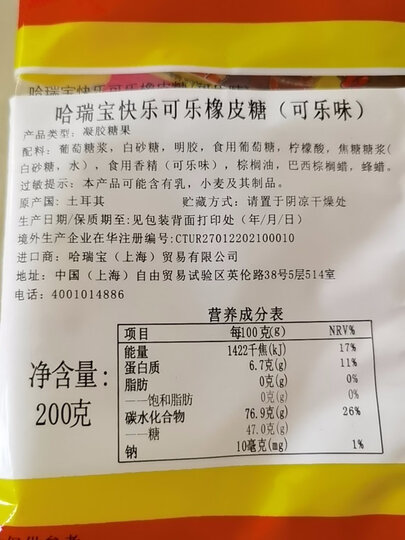 哈瑞宝快乐可乐橡皮糖（可乐味）
产品类型：凝胶糖果
配料：葡萄糖浆，白砂糖，明胶，食用葡萄糖，柠檬酸，焦糖糖浆（
白砂糖，水），食用香精（可乐味），棕榈油，巴西棕榈蜡，蜂蜡。
过敏提示：本产品可能含有乳，小麦及其制品。
原产国：土耳其 贮藏方式：请置于阴凉干燥处
生产日期/保质期至：见包装背面打印处（年/月/日）
境外生产企业在华注册编号：CTUR27012202100010
进口商：哈瑞宝（上海）贸易有限公司
地址：中国（上海）自由贸易试验区英伦路38号5层514室
电话：4001014886
净含量：
200克
营养成分表
项目 每100克(g) NRV%
能量 1422千焦(kJ) 17%
蛋白质 6.7克(g) 11%
脂肪 0克(g) 0%
——饱和脂肪 0克(g) 0%
碳水化合物 76.9克(g) 26%
——糖 47.0克(g)
钠 10毫克(mg) 1%